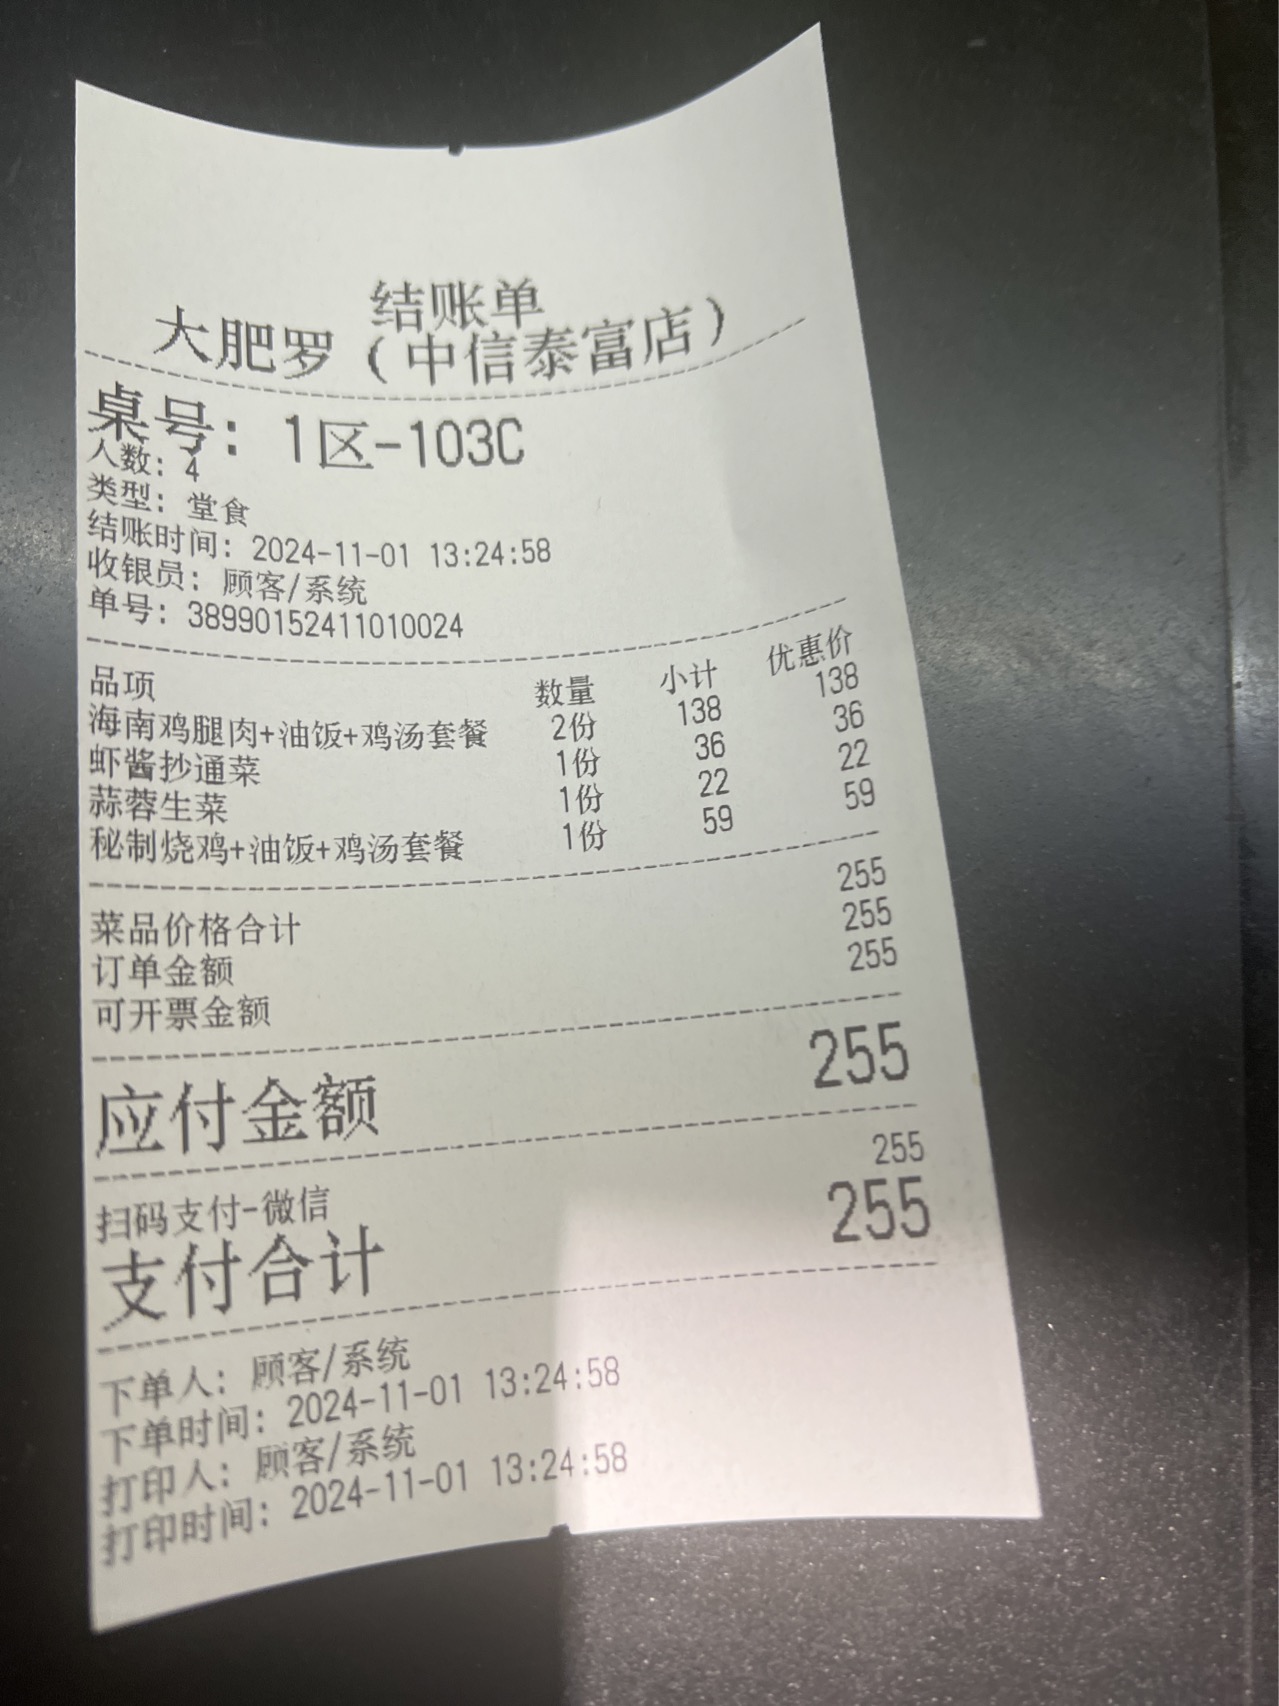 结账单
大肥罗（中信泰富店）
桌号：1区-103C
人数：4
类型：堂食
结账时间：2024-11-01 13:24:58
收银员：顾客/系统
单号：38990152411010024
品项 数量 小计 优惠价
海南鸡腿肉+油饭+鸡汤套餐 2份 138 138
虾酱抄通菜 1份 36 36
蒜蓉生菜 1份 22 22
秘制烧鸡+油饭+鸡汤套餐 1份 59 59
菜品价格合计 255
订单金额 255
可开票金额 255
应付金额 255
扫码支付-微信 255
支付合计 255
下单人：顾客/系统
下单时间：2024-11-01 13:24:58
打印人：顾客/系统
打印时间：2024-11-01 13:24:58